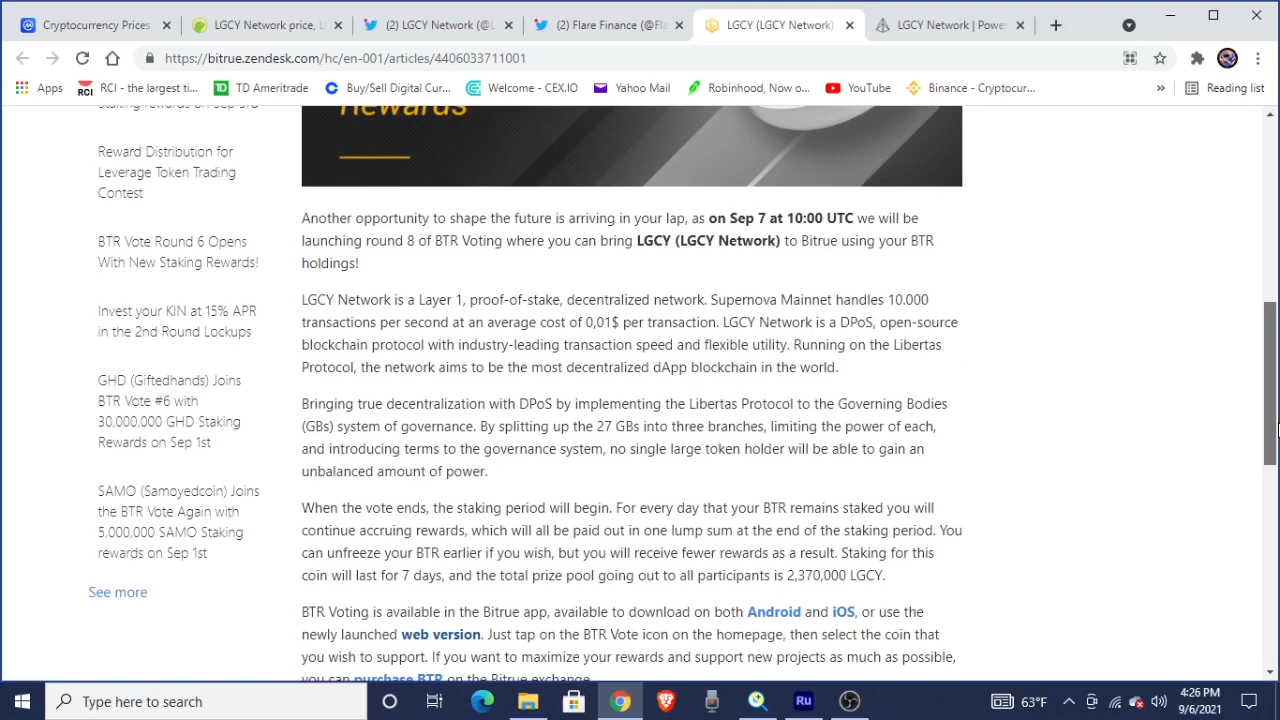 Cryptocurrency Prices,
LGCY Network price, L
(2) LGCY Network (@L
(2) Flare Finance (@Fla
LGCY (LGCY Network)
LGCY Network | Power
https://bitrue.zendesk.com/hc/en-001/articles/4406033711001
Apps
RCI RCI - the largest ti...
TD Ameritrade
Buy/Sell Digital Cur...
Welcome - CEX.IO
Yahoo Mail
Robinhood, Now o...
YouTube
Binance - Cryptocur...
»
Reading list
Staking rewards on Sep 3rd
Reward Distribution for
Leverage Token Trading
Contest
BTR Vote Round 6 Opens
With New Staking Rewards!
Invest your KIN at 15% APR
in the 2nd Round Lockups
GHD (Giftedhands) Joins
BTR Vote #6 with
30,000,000 GHD Staking
Rewards on Sep 1st
SAMO (Samoyedcoin) Joins
the BTR Vote Again with
5,000,000 SAMO Staking
rewards on Sep 1st
See more
Rewards
Another opportunity to shape the future is arriving in your lap, as on Sep 7 at 10:00 UTC we will be
launching round 8 of BTR Voting where you can bring LGCY (LGCY Network) to Bitrue using your BTR
holdings!
LGCY Network is a Layer 1, proof-of-stake, decentralized network. Supernova Mainnet handles 10.000
transactions per second at an average cost of 0,01$ per transaction. LGCY Network is a DPoS, open-source
blockchain protocol with industry-leading transaction speed and flexible utility. Running on the Libertas
Protocol, the network aims to be the most decentralized dApp blockchain in the world.
Bringing true decentralization with DPoS by implementing the Libertas Protocol to the Governing Bodies
(GBs) system of governance. By splitting up the 27 GBs into three branches, limiting the power of each,
and introducing terms to the governance system, no single large token holder will be able to gain an
unbalanced amount of power.
When the vote ends, the staking period will begin. For every day that your BTR remains staked you will
continue accruing rewards, which will all be paid out in one lump sum at the end of the staking period. You
can unfreeze your BTR earlier if you wish, but you will receive fewer rewards as a result. Staking for this
coin will last for 7 days, and the total prize pool going out to all participants is 2,370,000 LGCY.
BTR Voting is available in the Bitrue app, available to download on both Android and iOS, or use the
newly launched web version. Just tap on the BTR Vote icon on the homepage, then select the coin that
you wish to support. If you want to maximize your rewards and support new projects as much as possible,
you can purchase BTR on the Bitrue exchange.
Type here to search
Ru
63°F
4:26 PM
9/6/2021